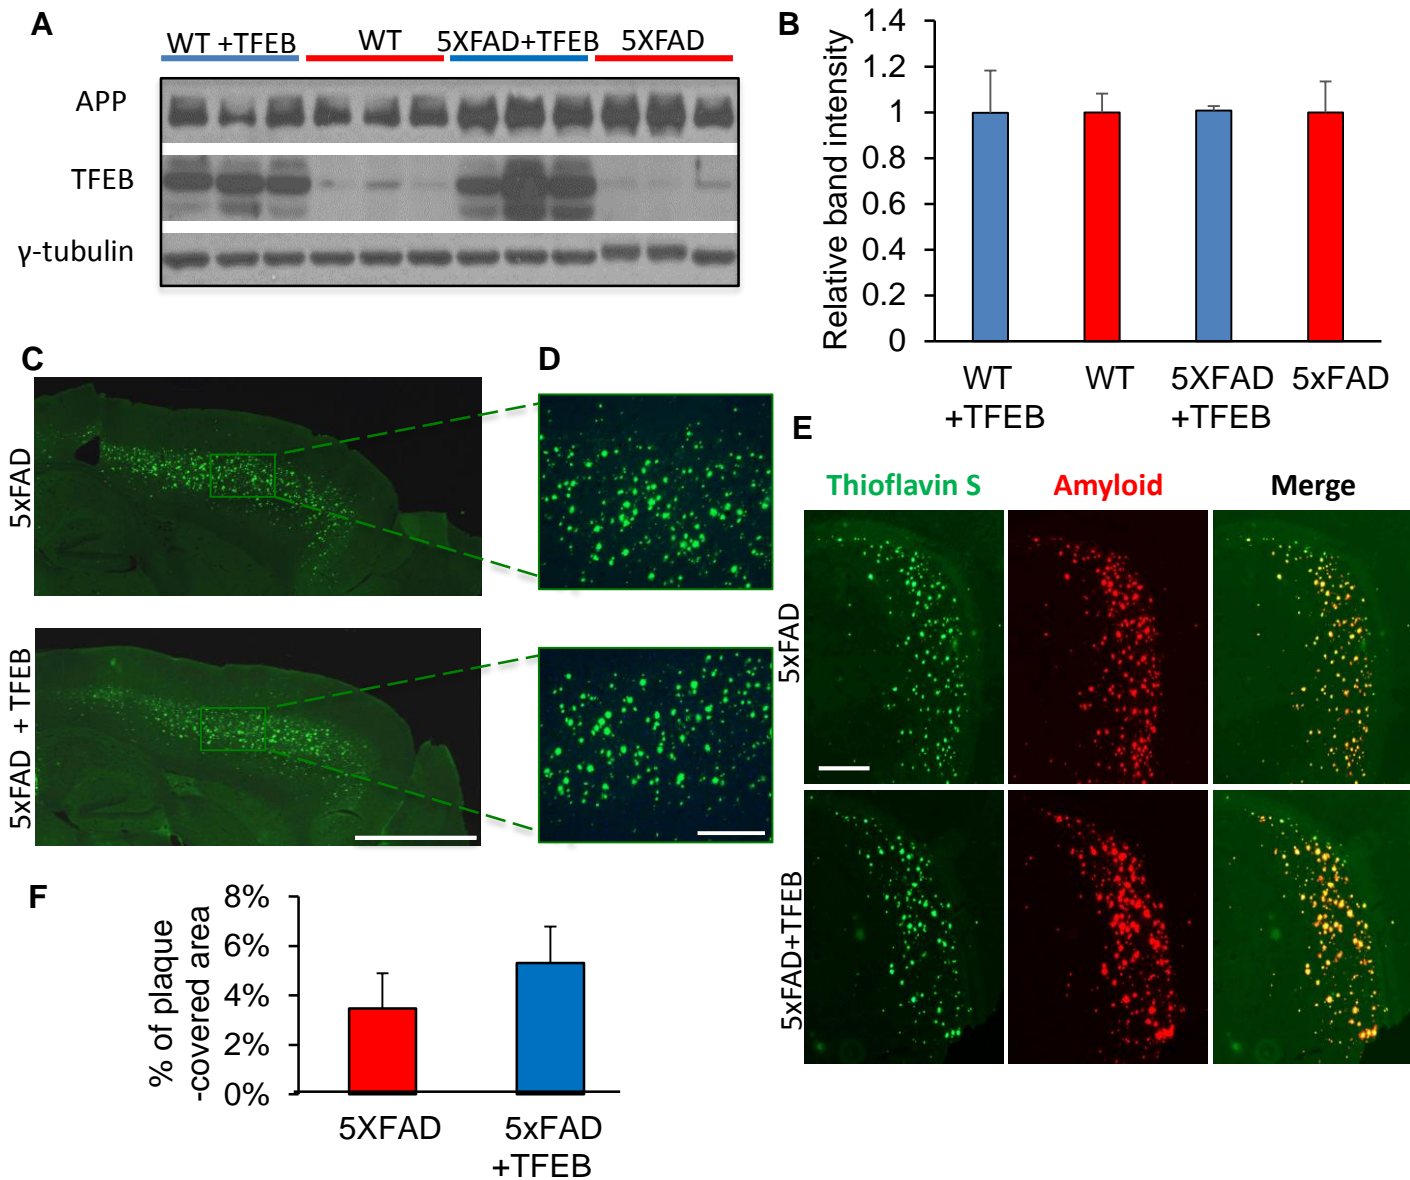 A
WT +TFEB
WT
5XFAD+TFEB
5XFAD
APP
TFEB
γ-tubulin
B
Relative band intensity
1.4
1.2
1
0.8
0.6
0.4
0.2
0
WT
+TFEB
WT
5XFAD
+TFEB
5xFAD
C
D
5xFAD
5xFAD + TFEB
E
Thioflavin S
Amyloid
Merge
5xFAD
5xFAD+TFEB
F
% of plaque
-covered area
8%
6%
4%
2%
0%
5XFAD
5xFAD
+TFEB